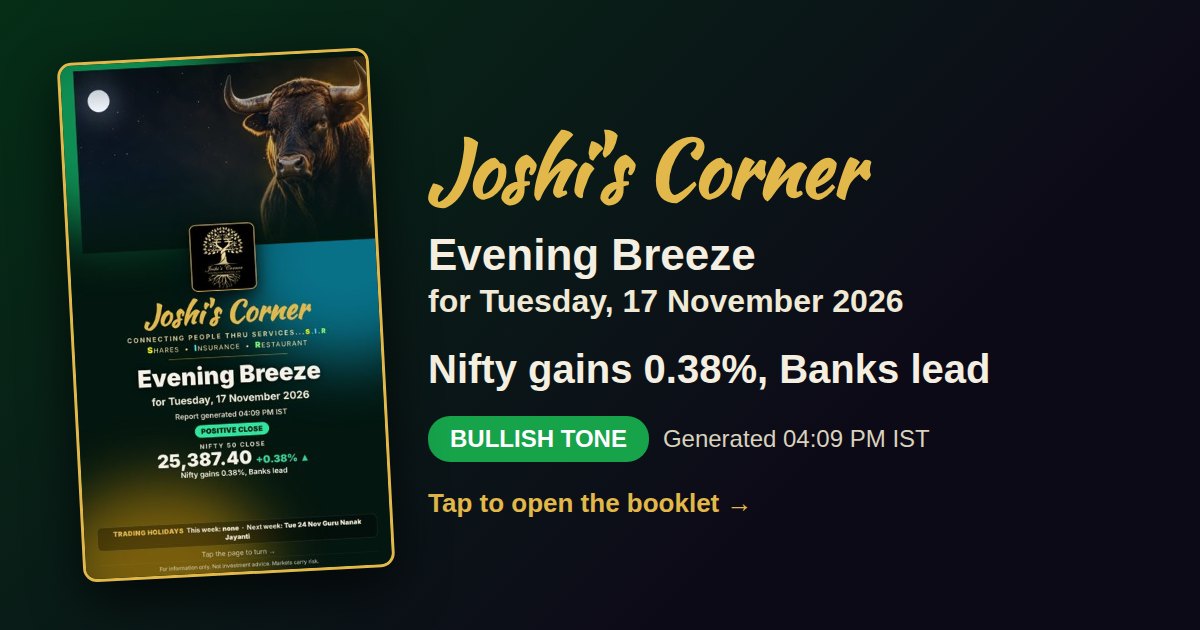 Joshi's Corner
Joshi's Corner
CONNECTING PEOPLE THRU SERVICES...S.I.R
SHARES • INSURANCE • RESTAURANT
Evening Breeze
for Tuesday, 17 November 2026
Report generated 04:09 PM IST
POSITIVE CLOSE
NIFTY 50 CLOSE
25,387.40 +0.38% ▲
Nifty gains 0.38%, Banks lead
TRADING HOLIDAYS This week: none · Next week: Tue 24 Nov Guru Nanak
Jayanti
Tap the page to turn →
For information only. Not investment advice. Markets carry risk.
Joshi's Corner
Evening Breeze
for Tuesday, 17 November 2026
Nifty gains 0.38%, Banks lead
BULLISH TONE Generated 04:09 PM IST
Tap to open the booklet →